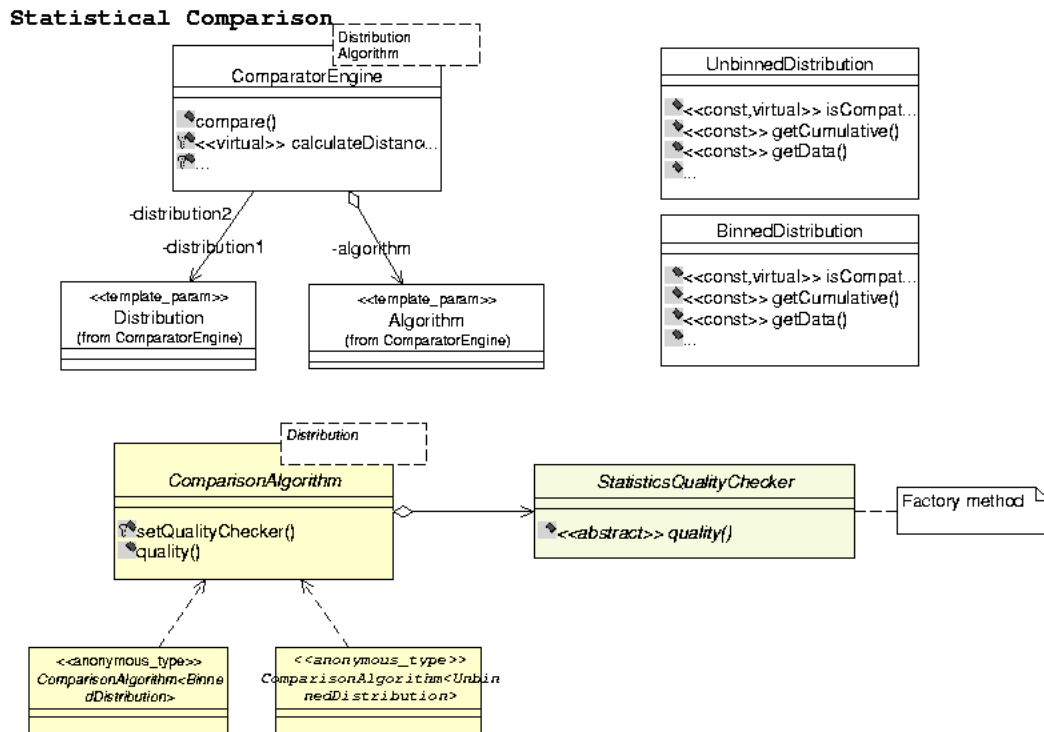 Statistical Comparison
Distribution
Algorithm
ComparatorEngine
compare()
<<virtual>> calculateDistanc...
...
-distribution2
-distribution1
-algorithm
<<template_param>>
Distribution
(from ComparatorEngine)
<<template_param>>
Algorithm
(from ComparatorEngine)
UnbinnedDistribution
<<const,virtual>> isCompat...
<<const>> getCumulative()
<<const>> getData()
...
BinnedDistribution
<<const,virtual>> isCompat...
<<const>> getCumulative()
<<const>> getData()
...
Distribution
ComparisonAlgorithm
setQualityChecker()
quality()
StatisticsQualityChecker
<<abstract>> quality()
Factory method
<<anonymous_type>>
ComparisonAlgorithm<Binne
dDistribution>
<<anonymous_type>>
ComparisonAlgorithm<Unbin
nedDistribution>